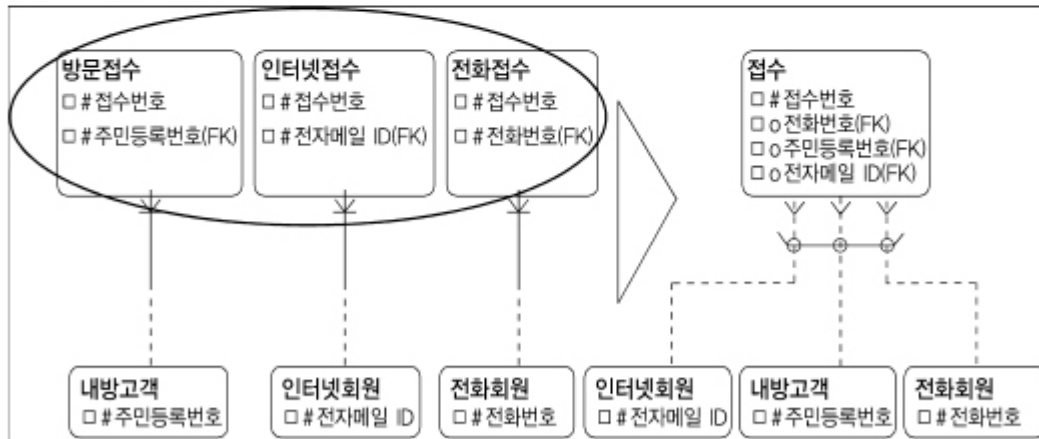 방문접수
□ #접수번호
□ #주민등록번호(FK)
인터넷접수
□ #접수번호
□ #전자메일 ID(FK)
전화접수
□ #접수번호
□ #전화번호(FK)
접수
□ #접수번호
□ o 전화번호(FK)
□ o 주민등록번호(FK)
□ o 전자메일 ID(FK)
내방고객
□ #주민등록번호
인터넷회원
□ #전자메일 ID
전화회원
□ #전화번호
인터넷회원
□ #전자메일 ID
내방고객
□ #주민등록번호
전화회원
□ #전화번호